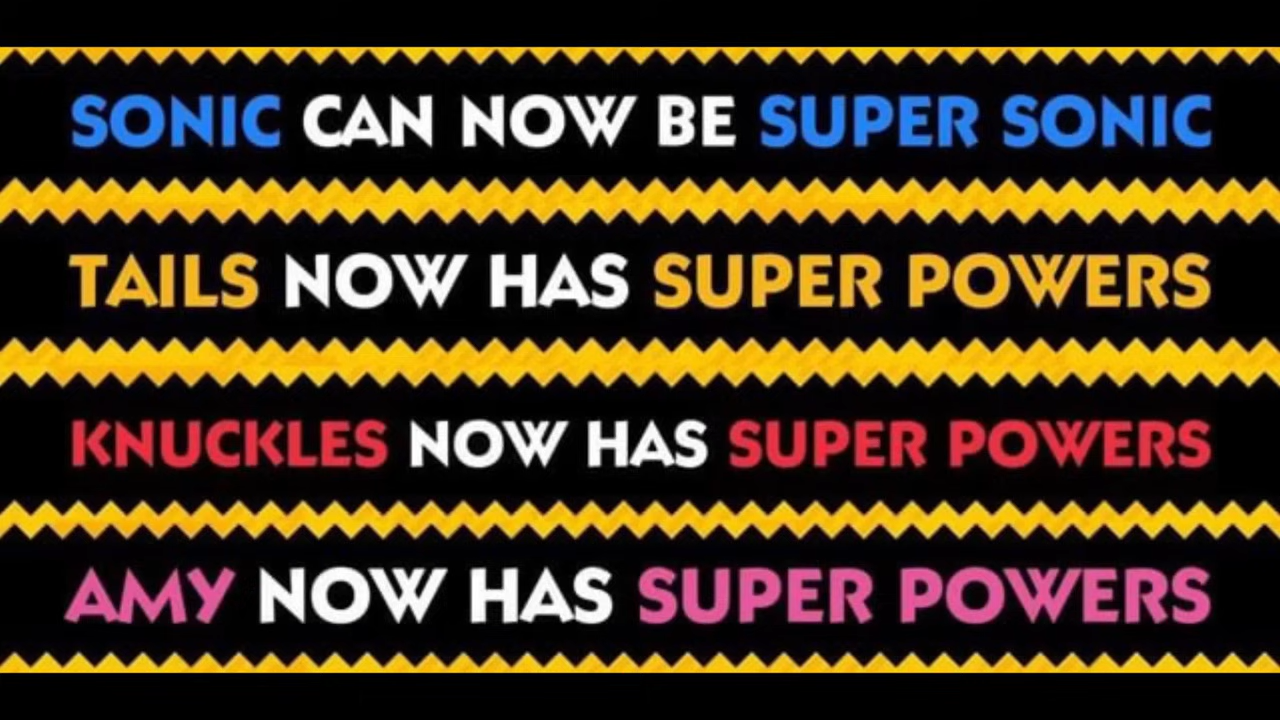 SONIC CAN NOW BE SUPER SONIC
TAILS NOW HAS SUPER POWERS
KNUCKLES NOW HAS SUPER POWERS
AMY NOW HAS SUPER POWERS